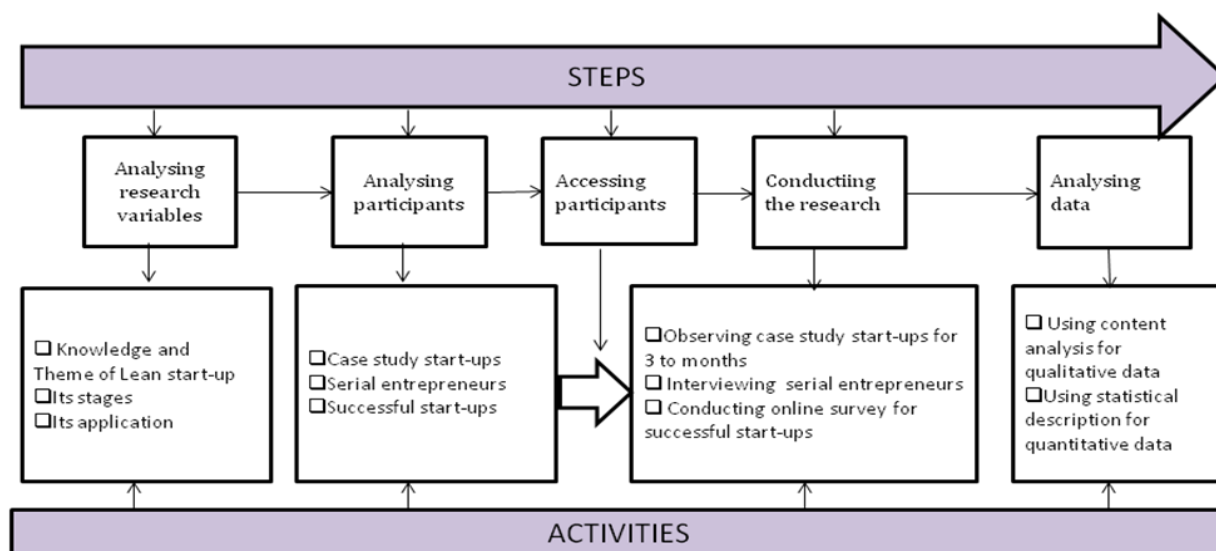 STEPS
Analysing
research
variables
Analysing
participants
Accessing
participants
Conductiing
the research
Analysing
data
❑ Knowledge and
Theme of Lean start-up
❑Its stages
❑Its application
❑Case study start-ups
❑Serial entrepreneurs
❑Successful start-ups
❑Observing case study start-ups for
3 to months
❑ Interviewing serial entrepreneurs
❑ Conducting online survey for
successful start-ups
❑ Using content
analysis for
qualitative data
❑Using statistical
description for
quantitative data
ACTIVITIES